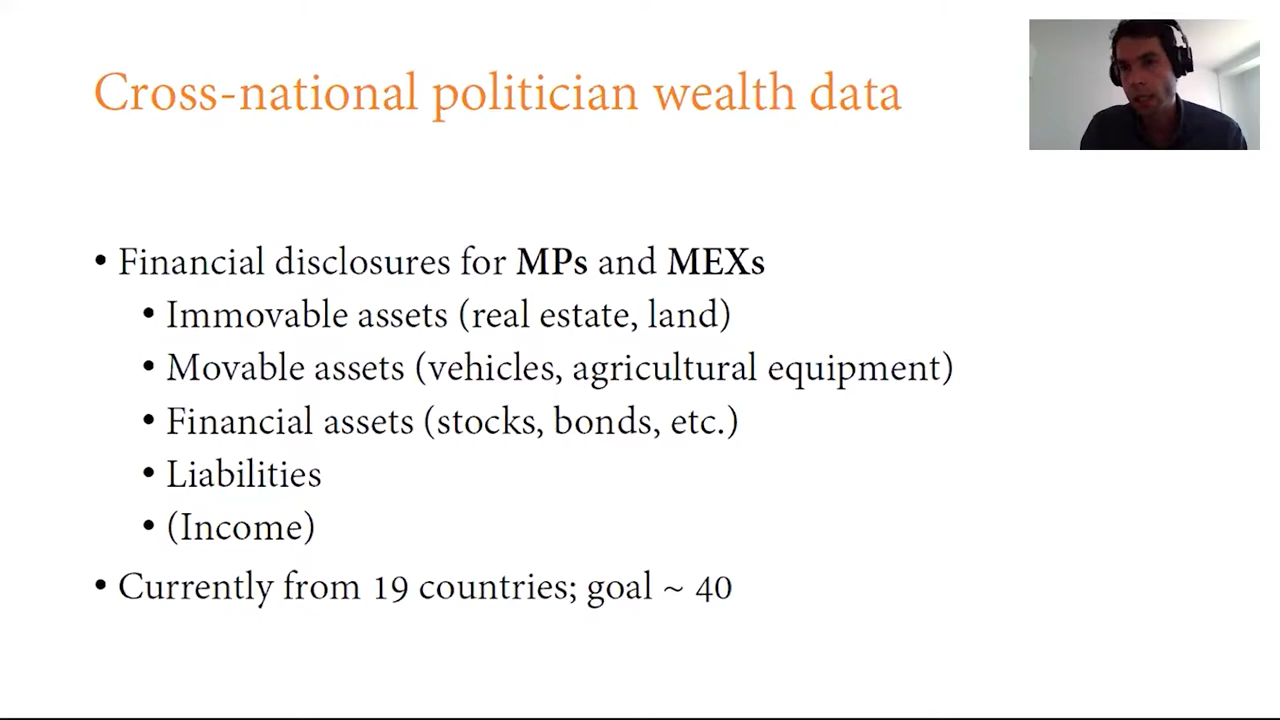 Cross-national politician wealth data
• Financial disclosures for MPs and MEXs
• Immovable assets (real estate, land)
• Movable assets (vehicles, agricultural equipment)
• Financial assets (stocks, bonds, etc.)
• Liabilities
• (Income)
• Currently from 19 countries; goal ~ 40